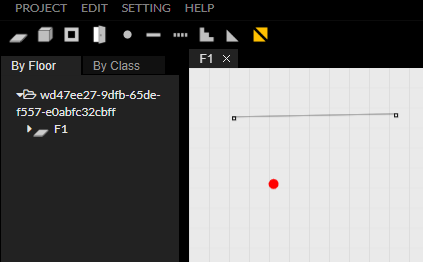 PROJECT EDIT SETTING HELP
By Floor By Class
F1 ×
wd47ee27-9dfb-65de-
f557-e0abfc32cbff
F1